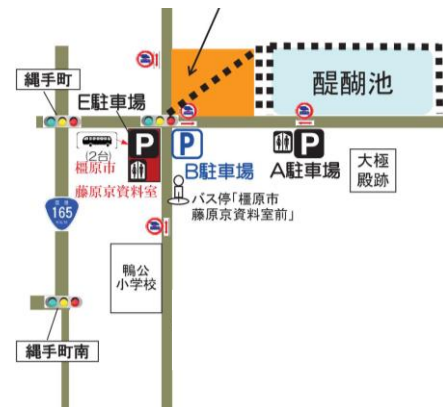 縄手町
E駐車場
醍醐池
P
(2台)
橿原市
藤原京資料室
P
B駐車場
P
A駐車場
大極
殿跡
バス停「橿原市
藤原京資料室前」
165
鴨公
小学校
縄手町南